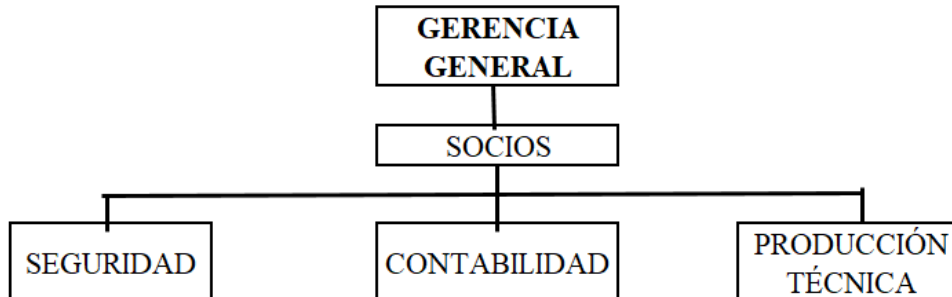 GERENCIA
GENERAL
SOCIOS
SEGURIDAD
CONTABILIDAD
PRODUCCIÓN
TÉCNICA